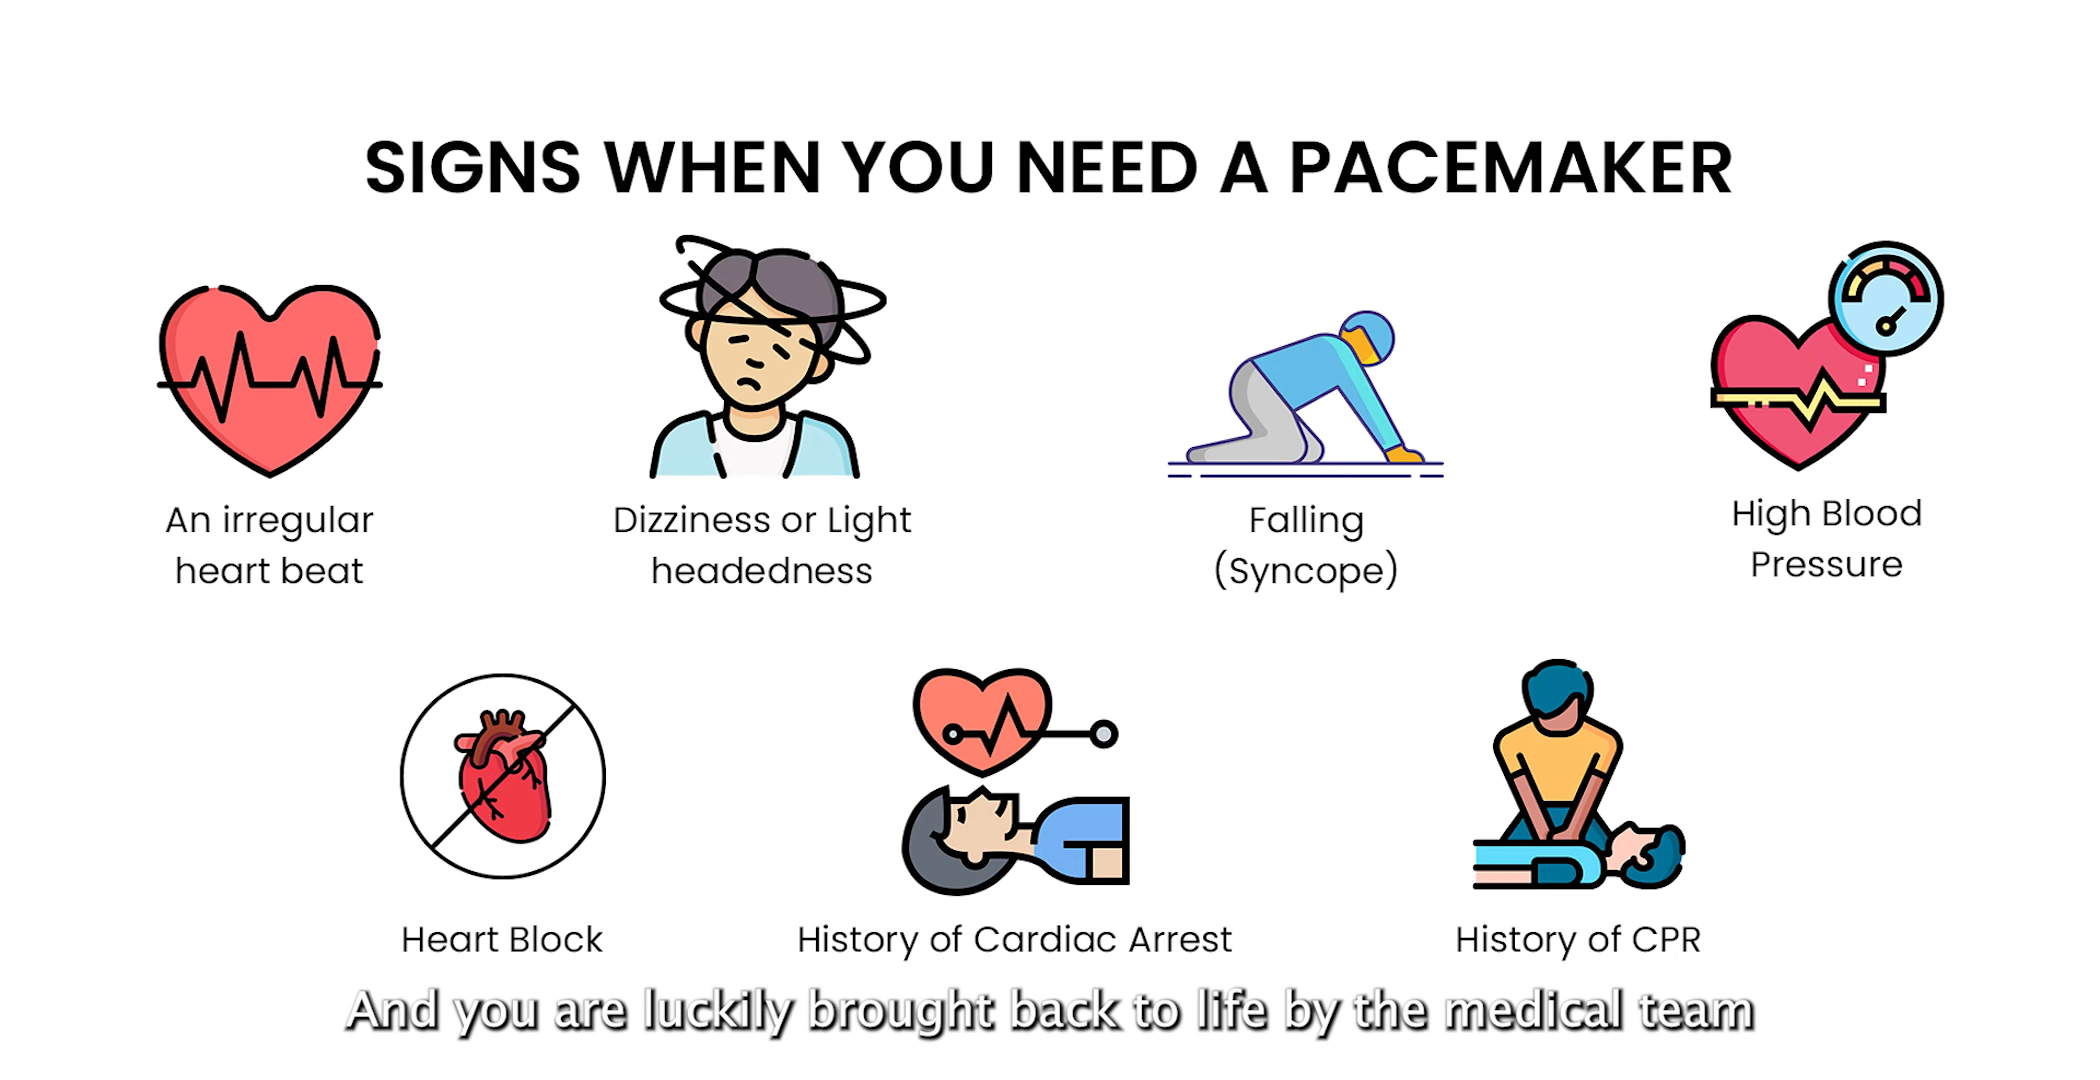 SIGNS WHEN YOU NEED A PACEMAKER
An irregular
heart beat
Dizziness or Light
headedness
Falling
(Syncope)
High Blood
Pressure
Heart Block
History of Cardiac Arrest
History of CPR
And you are luckily brought back to life by the medical team